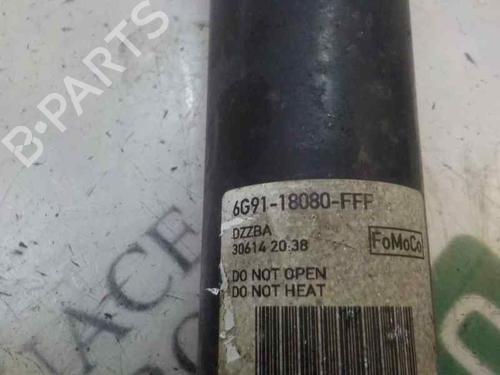 B-PARTS
6G91-18080-FFF
DZZBA
30614 20:38
FoMoCo
DO NOT OPEN
DO NOT HEAT